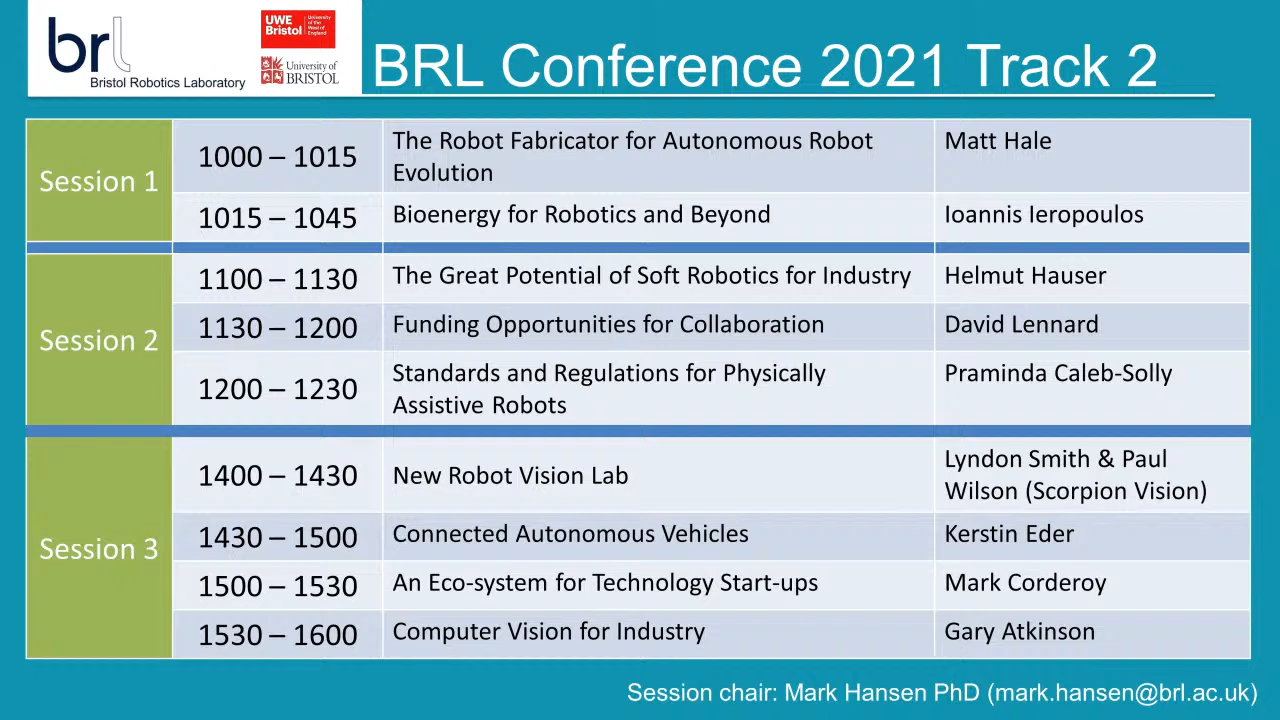 brl
Bristol Robotics Laboratory
UWE
Bristol
University
of the
West of
England
University of
BRISTOL
BRL Conference 2021 Track 2
Session 1
1000 – 1015
The Robot Fabricator for Autonomous Robot
Evolution
Matt Hale
1015 – 1045
Bioenergy for Robotics and Beyond
Ioannis Ieropoulos
Session 2
1100 – 1130
The Great Potential of Soft Robotics for Industry
Helmut Hauser
1130 – 1200
Funding Opportunities for Collaboration
David Lennard
1200 – 1230
Standards and Regulations for Physically
Assistive Robots
Praminda Caleb-Solly
Session 3
1400 – 1430
New Robot Vision Lab
Lyndon Smith & Paul
Wilson (Scorpion Vision)
1430 – 1500
Connected Autonomous Vehicles
Kerstin Eder
1500 – 1530
An Eco-system for Technology Start-ups
Mark Corderoy
1530 – 1600
Computer Vision for Industry
Gary Atkinson
Session chair: Mark Hansen PhD (mark.hansen@brl.ac.uk)